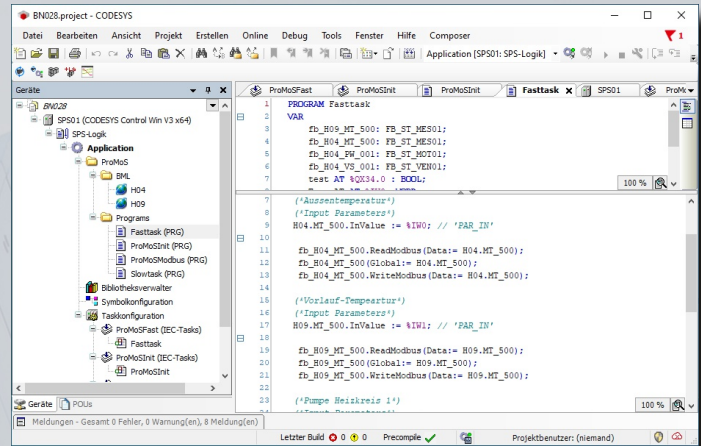 BN028.project - CODESYS
Datei Bearbeiten Ansicht Projekt Erstellen Online Debug Tools Fenster Hilfe Composer
1
Application [SPS01: SPS-Logik]
Geräte
BN028
SPS01 (CODESYS Control Win V3 x64)
SPS-Logik
Application
ProMoS
BML
H04
H09
Programs
Fasttask (PRG)
ProMoSInit (PRG)
ProMoSModbus (PRG)
Slowtask (PRG)
Bibliotheksverwalter
Symbolkonfiguration
Taskkonfiguration
ProMoSFast (IEC-Tasks)
Fasttask
ProMoSInit (IEC-Tasks)
ProMoSInit
Geräte POUs
ProMoSFast ProMoSInit ProMoSInit Fasttask SPS01
1 PROGRAM Fasttask
2 VAR
3 fb_H09_MT_500: FB_ST_MES01;
4 fb_H04_MT_500: FB_ST_MES01;
5 fb_H04_PW_001: FB_ST_MOT01;
6 fb_H04_VS_001: FB_ST_VEN01;
7 test AT %QX34.0 : BOOL;
100 %
7 (*Aussentemperatur*)
8 (*Input Parameters*)
9 H04.MT_500.InValue := %IW0; // 'PAR_IN'
10
11 fb_H04_MT_500.ReadModbus(Data:= H04.MT_500);
12 fb_H04_MT_500(Global:= H04.MT_500);
13 fb_H04_MT_500.WriteModbus(Data:= H04.MT_500);
14
15 (*Vorlauf-Tempeartur*)
16 (*Input Parameters*)
17 H09.MT_500.InValue := %IW1; // 'PAR_IN'
18
19 fb_H09_MT_500.ReadModbus(Data:= H09.MT_500);
20 fb_H09_MT_500(Global:= H09.MT_500);
21 fb_H09_MT_500.WriteModbus(Data:= H09.MT_500);
22
23 (*Pumpe Heizkreis 1*)
100 %
Meldungen - Gesamt 0 Fehler, 0 Warnung(en), 8 Meldung(en)
Letzter Build 0 0 Precompile Projektbenutzer: (niemand)